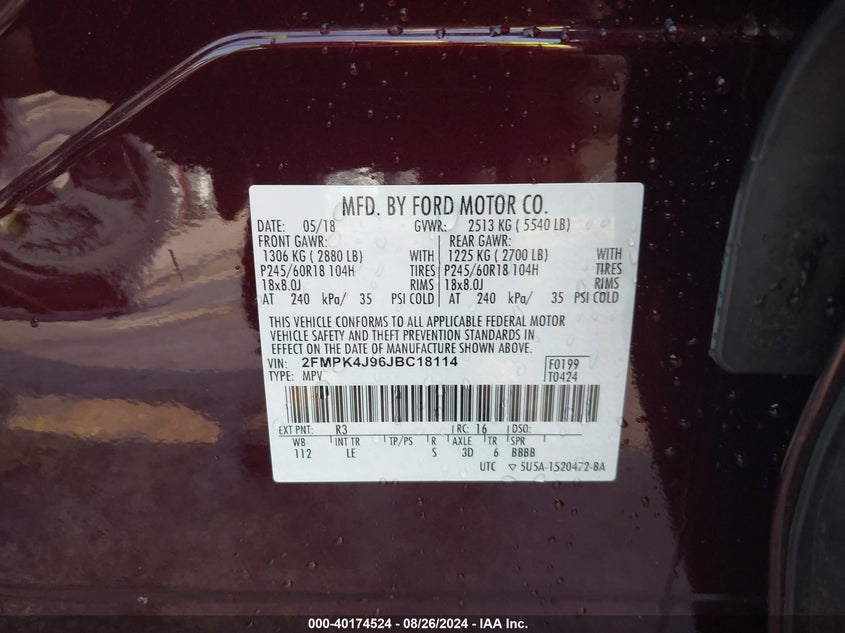 MFD. BY FORD MOTOR CO.
DATE: 05/18 GVWR: 2513 KG ( 5540 LB)
FRONT GAWR: REAR GAWR:
1306 KG ( 2880 LB) WITH 1225 KG ( 2700 LB) WITH
P245/60R18 104H TIRES P245/60R18 104H TIRES
18x8.0J RIMS 18x8.0J RIMS
AT 240 kPa/ 35 PSI COLD AT 240 kPa/ 35 PSI COLD
THIS VEHICLE CONFORMS TO ALL APPLICABLE FEDERAL MOTOR
VEHICLE SAFETY AND THEFT PREVENTION STANDARDS IN
EFFECT ON THE DATE OF MANUFACTURE SHOWN ABOVE.
VIN: 2FMPK4J96JBC18114 F0199
TYPE: MPV T0424
EXT PNT: R3 RC: 16 DSO:
WB INT TR TP/PS R AXLE TR SPR
112 LE S 3D 6 BBBB
UTC ▽ 5U5A-1520472-BA
000-40174524 - 08/26/2024 - IAA Inc.